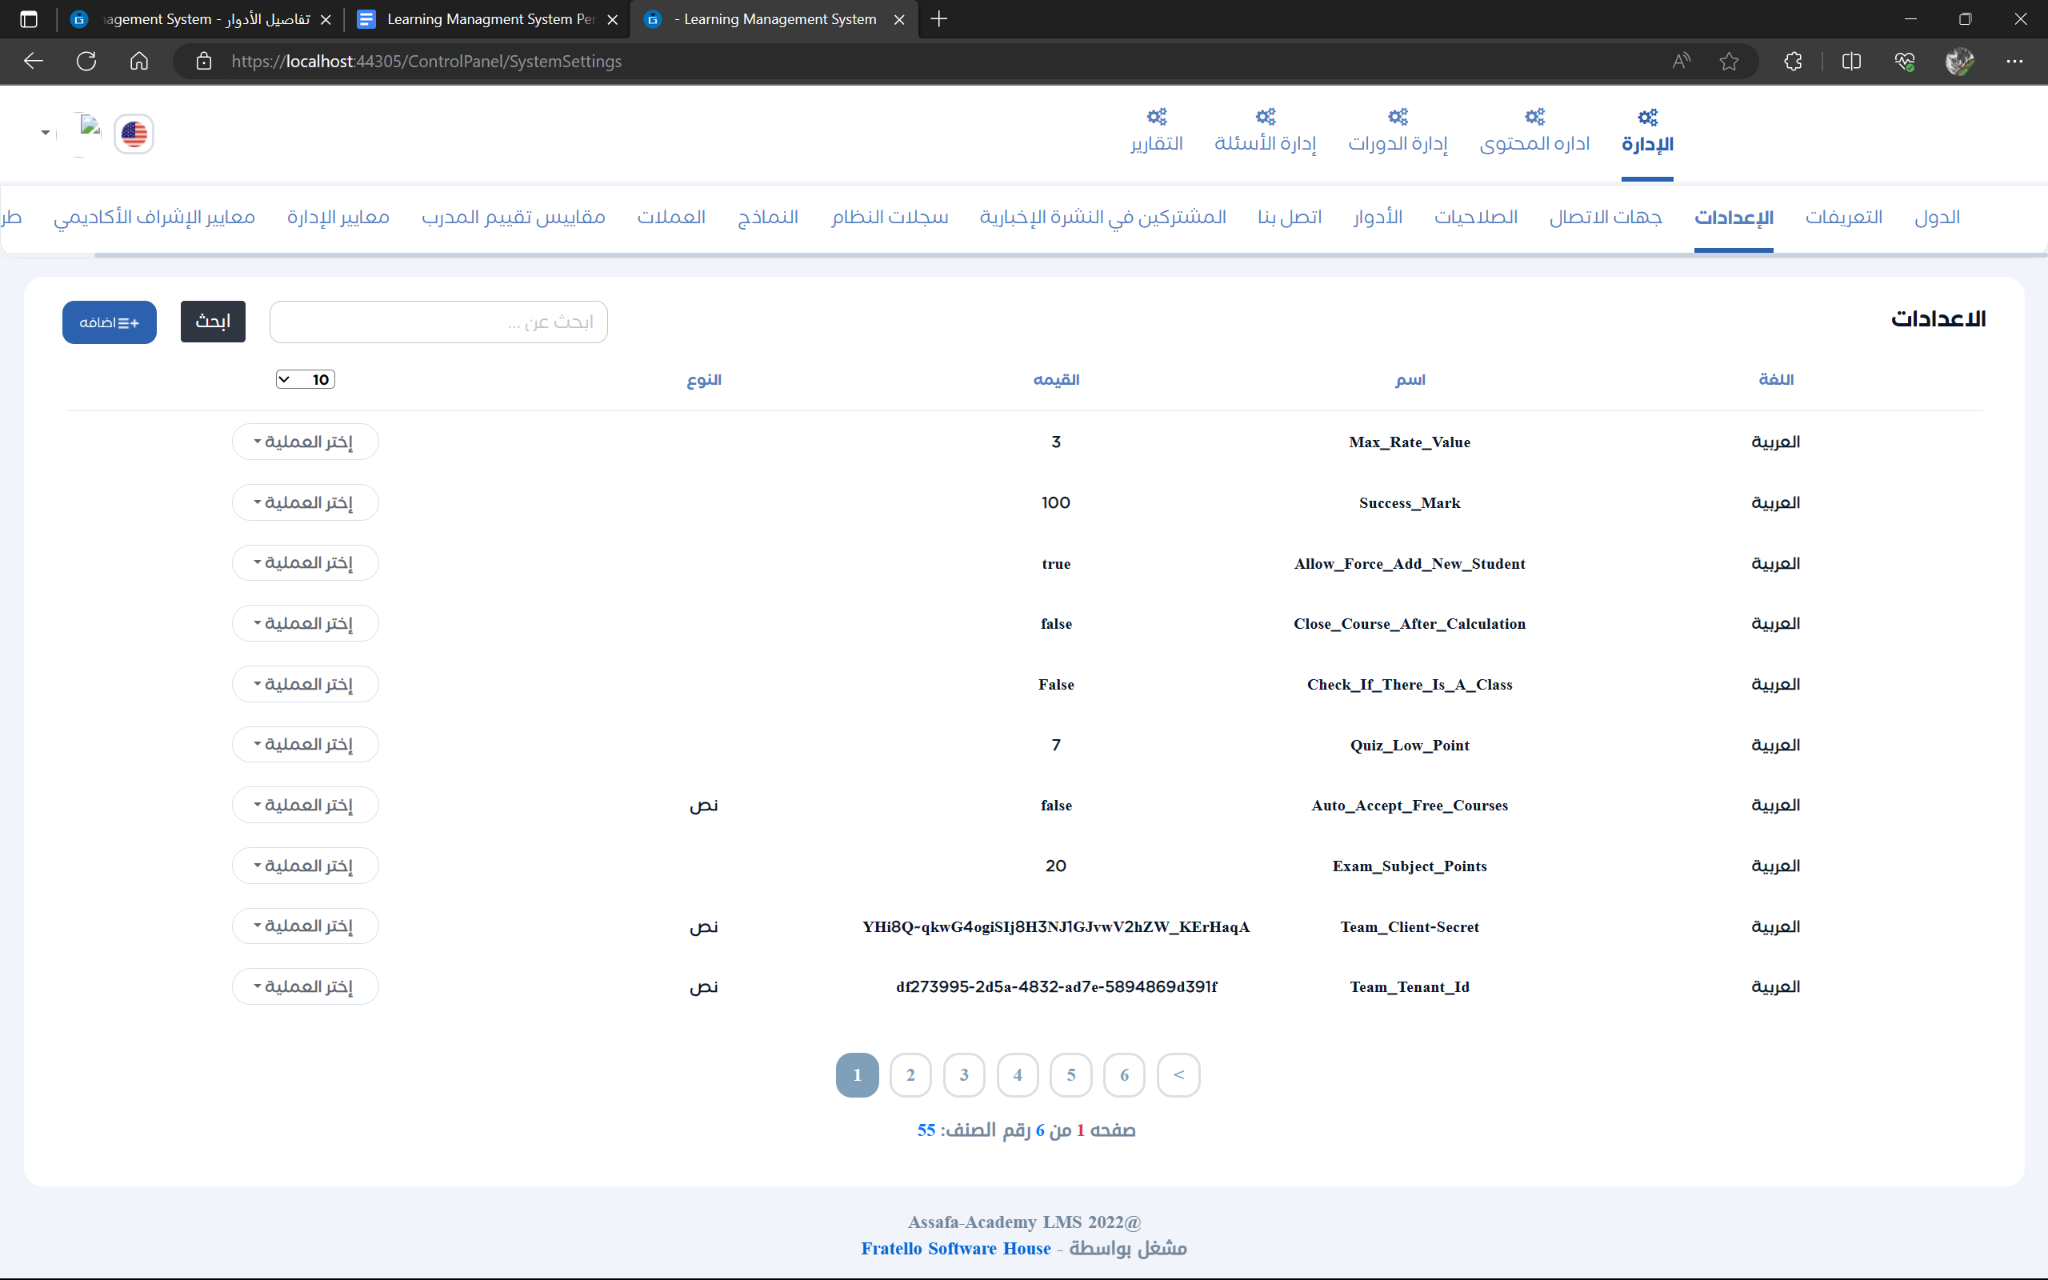 nagement System - تفاصيل الأدوار
Learning Managment System Per
- Learning Management System
https://localhost:44305/ControlPanel/SystemSettings
الإدارة
اداره المحتوى
إدارة الدورات
إدارة الأسئلة
التقارير
الدول
التعريفات
الإعدادات
جهات الاتصال
الصلاحيات
الأدوار
اتصل بنا
المشتركين في النشرة الإخبارية
سجلات النظام
النماذج
العملات
مقاييس تقييم المدرب
معايير الإدارة
معايير الإشراف الأكاديمي
طر
الاعدادات
ابحث عن ...
ابحث
اضافه
اللغة اسم القيمه النوع 10
العربية Max_Rate_Value 3 إختر العملية
العربية Success_Mark 100 إختر العملية
العربية Allow_Force_Add_New_Student true إختر العملية
العربية Close_Course_After_Calculation false إختر العملية
العربية Check_If_There_Is_A_Class False إختر العملية
العربية Quiz_Low_Point 7 إختر العملية
العربية Auto_Accept_Free_Courses false نص إختر العملية
العربية Exam_Subject_Points 20 إختر العملية
العربية Team_Client-Secret YHi8Q~qkwG4ogiSIj8H3NJ1GJvwV2hZW_KErHaqA نص إختر العملية
العربية Team_Tenant_Id df273995-2d5a-4832-ad7e-5894869d391f نص إختر العملية
1 2 3 4 5 6 >
صفحه 1 من 6 رقم الصنف: 55
Assafa-Academy LMS 2022@
مشغل بواسطة - Fratello Software House